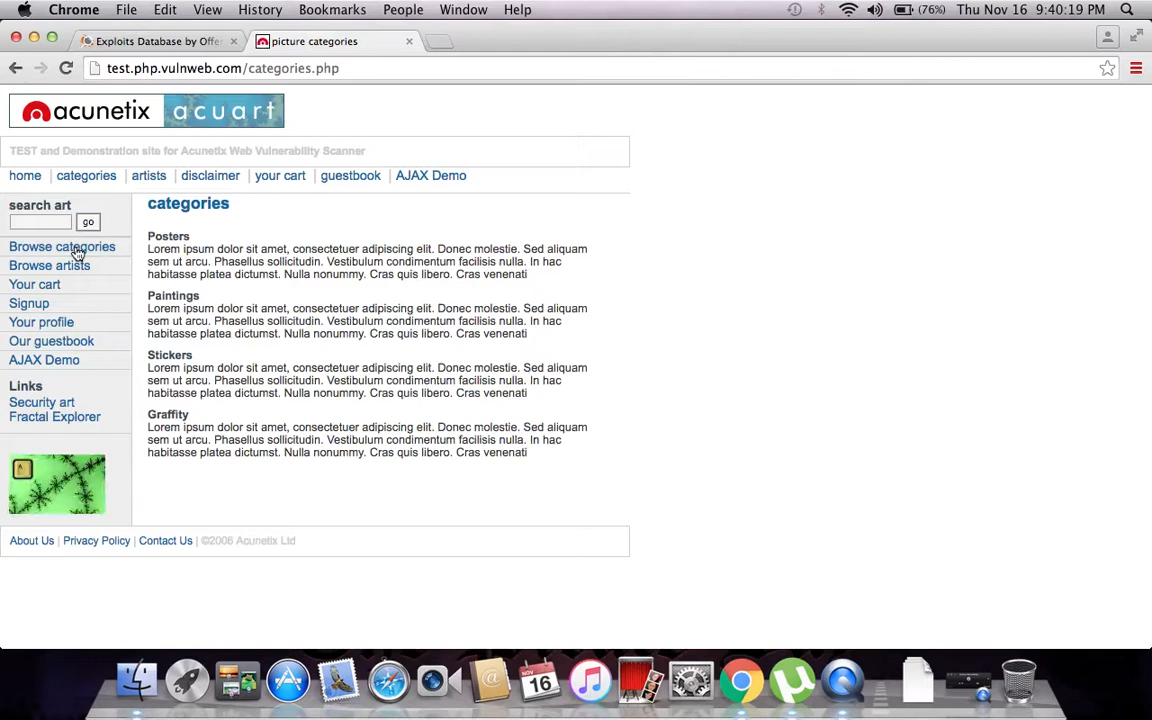 Chrome File Edit View History Bookmarks People Window Help (76%) Thu Nov 16 9:40:19 PM
Exploits Database by Offe
picture categories
test.php.vulnweb.com/categories.php
acunetix acuart
TEST and Demonstration site for Acunetix Web Vulnerability Scanner
home | categories | artists | disclaimer | your cart | guestbook | AJAX Demo
search art
go
Browse categories
Browse artists
Your cart
Signup
Your profile
Our guestbook
AJAX Demo
Links
Security art
Fractal Explorer
categories
Posters
Lorem ipsum dolor sit amet, consectetuer adipiscing elit. Donec molestie. Sed aliquam
sem ut arcu. Phasellus sollicitudin. Vestibulum condimentum facilisis nulla. In hac
habitasse platea dictumst. Nulla nonummy. Cras quis libero. Cras venenati
Paintings
Lorem ipsum dolor sit amet, consectetuer adipiscing elit. Donec molestie. Sed aliquam
sem ut arcu. Phasellus sollicitudin. Vestibulum condimentum facilisis nulla. In hac
habitasse platea dictumst. Nulla nonummy. Cras quis libero. Cras venenati
Stickers
Lorem ipsum dolor sit amet, consectetuer adipiscing elit. Donec molestie. Sed aliquam
sem ut arcu. Phasellus sollicitudin. Vestibulum condimentum facilisis nulla. In hac
habitasse platea dictumst. Nulla nonummy. Cras quis libero. Cras venenati
Graffity
Lorem ipsum dolor sit amet, consectetuer adipiscing elit. Donec molestie. Sed aliquam
sem ut arcu. Phasellus sollicitudin. Vestibulum condimentum facilisis nulla. In hac
habitasse platea dictumst. Nulla nonummy. Cras quis libero. Cras venenati
About Us | Privacy Policy | Contact Us | ©2006 Acunetix Ltd
NOV
16